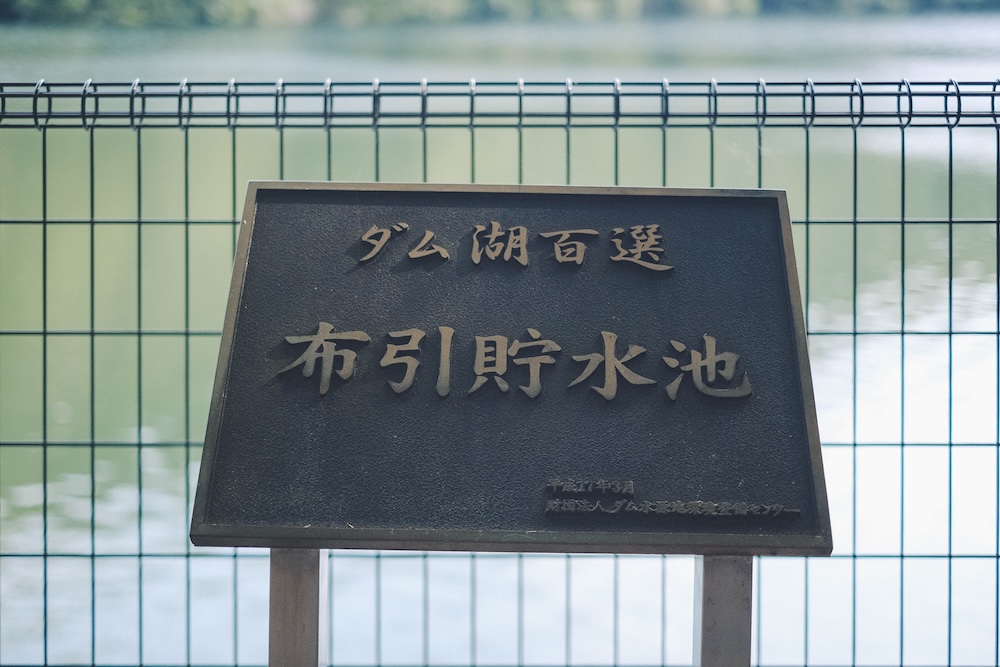 ダム湖百選
布引貯水池
平成17年3月
財団法人 ダム水源地環境整備センター